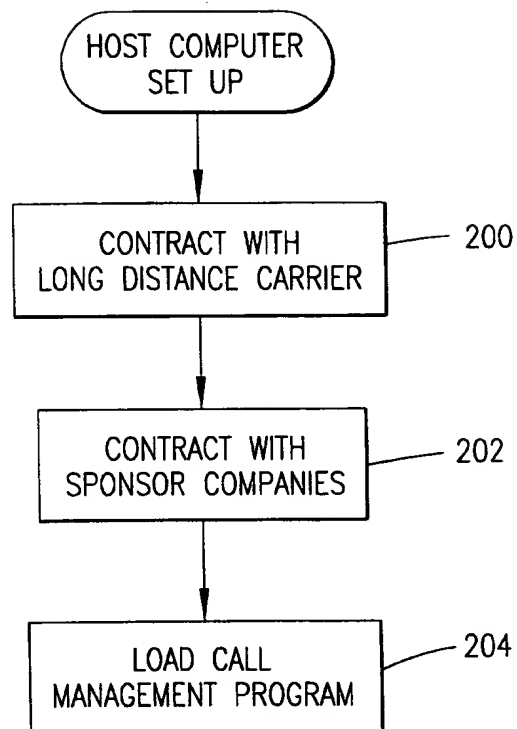 HOST COMPUTER
SET UP
CONTRACT WITH
LONG DISTANCE CARRIER
200
CONTRACT WITH
SPONSOR COMPANIES
202
LOAD CALL
MANAGEMENT PROGRAM
204